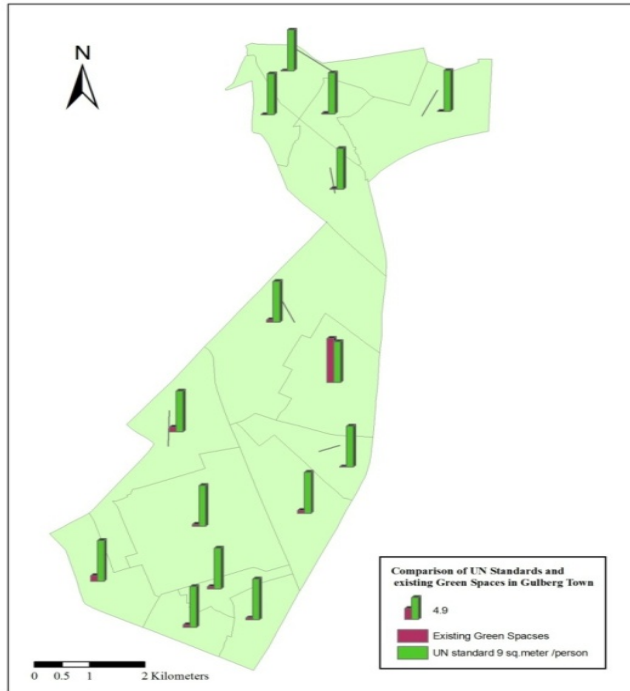 N
Comparison of UN Standards and
existing Green Spaces in Gulberg Town
4.9
Existing Green Spacses
UN standard 9 sq.meter /person
0 0.5 1 2 Kilometers